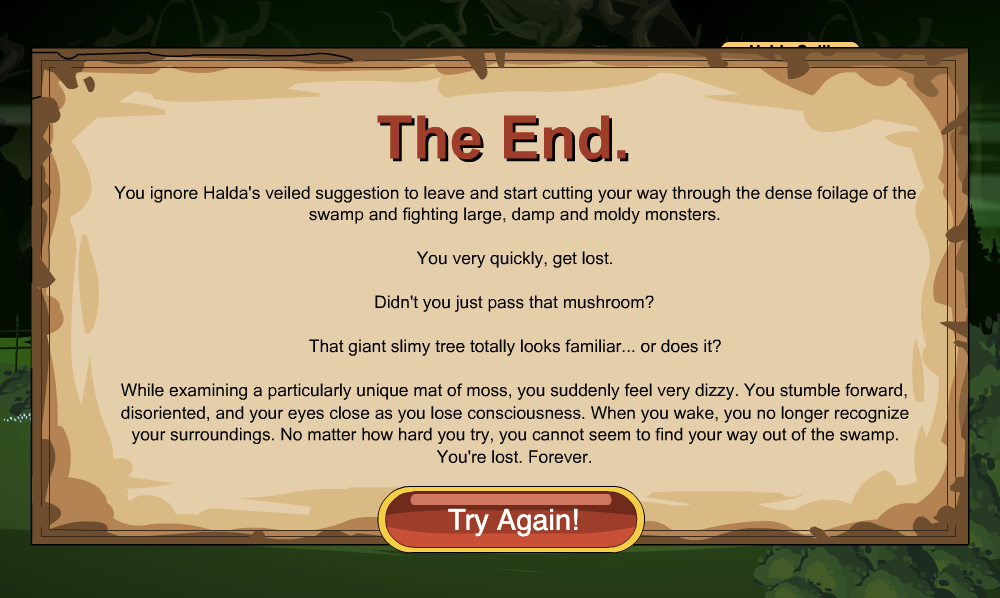 The End.
You ignore Halda's veiled suggestion to leave and start cutting your way through the dense foilage of the
swamp and fighting large, damp and moldy monsters.
You very quickly, get lost.
Didn't you just pass that mushroom?
That giant slimy tree totally looks familiar... or does it?
While examining a particularly unique mat of moss, you suddenly feel very dizzy. You stumble forward,
disoriented, and your eyes close as you lose consciousness. When you wake, you no longer recognize
your surroundings. No matter how hard you try, you cannot seem to find your way out of the swamp.
You're lost. Forever.
Try Again!